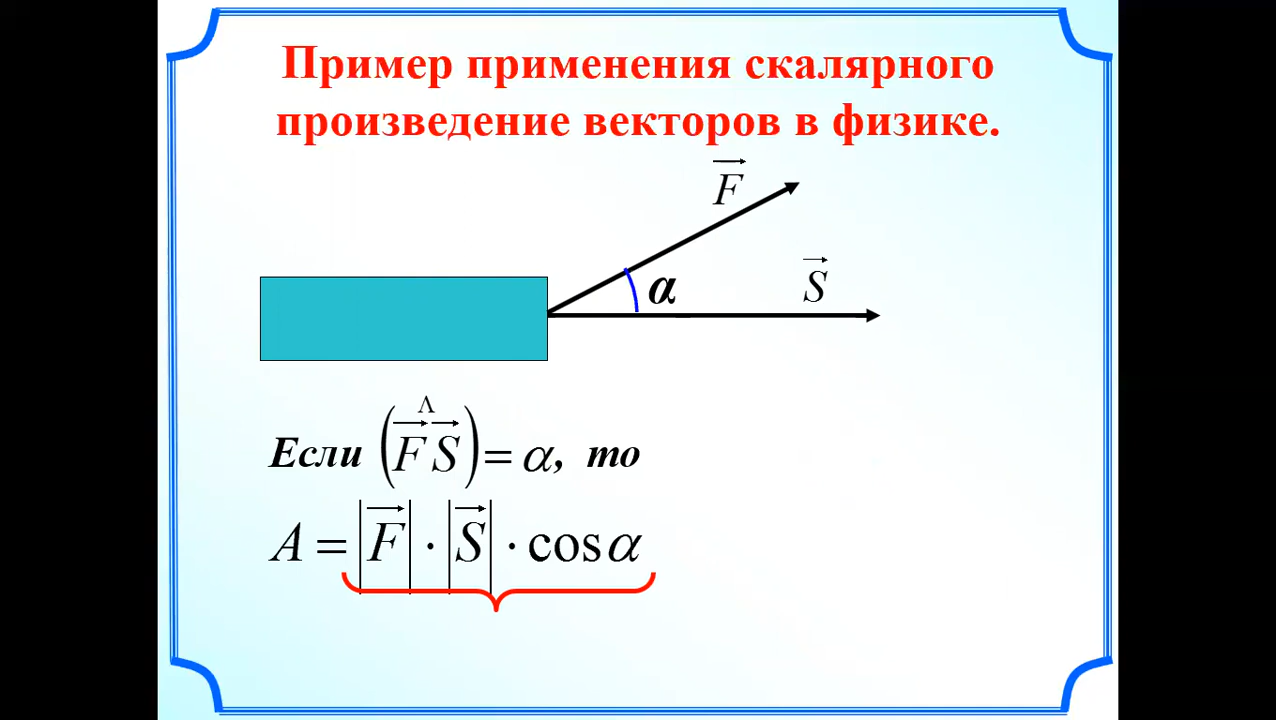 Пример применения скалярного
произведение векторов в физике.
F⃗
α
S⃗
Если (F⃗ ^ S⃗) = α, то
A = |F⃗| · |S⃗| · cos α